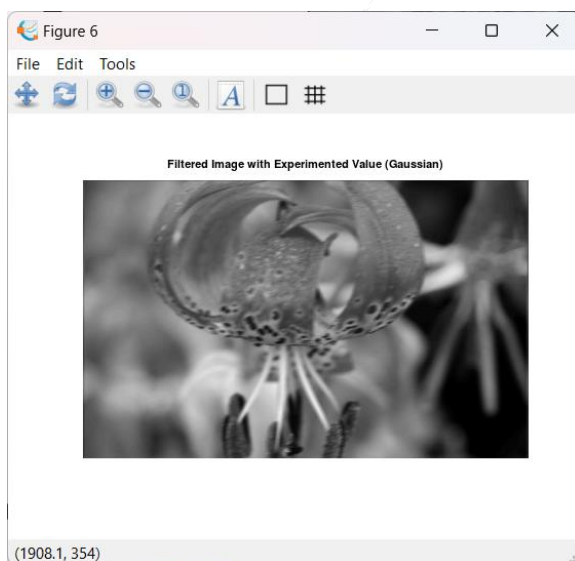 Figure 6
File Edit Tools
A
Filtered Image with Experimented Value (Gaussian)
(1908.1, 354)